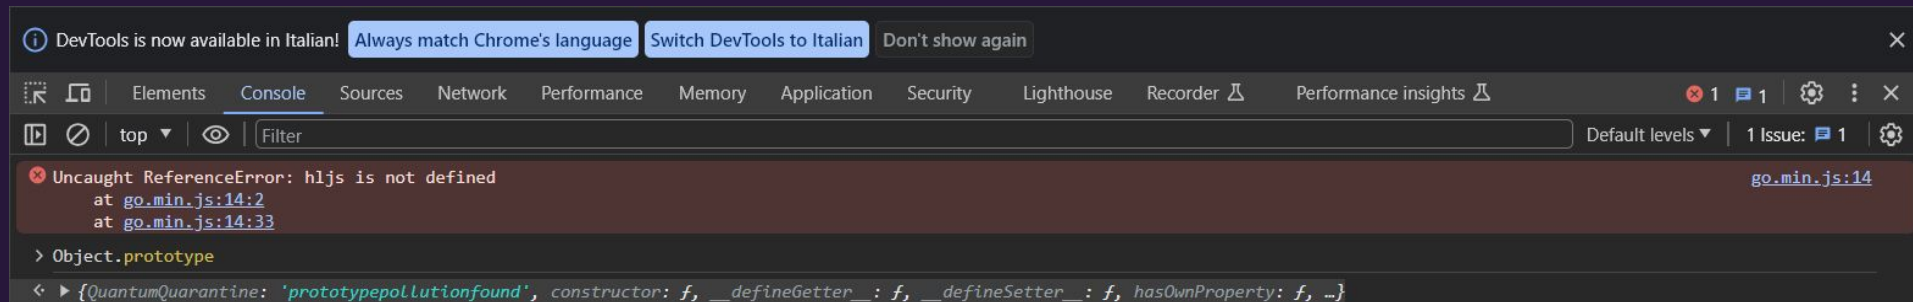 DevTools is now available in Italian! Always match Chrome's language Switch DevTools to Italian Don't show again
Elements Console Sources Network Performance Memory Application Security Lighthouse Recorder Performance insights 1 1
top Filter Default levels 1 Issue: 1
Uncaught ReferenceError: hljs is not defined go.min.js:14
at go.min.js:14:2
at go.min.js:14:33
> Object.prototype
{QuantumQuarantine: 'prototypepollutionfound', constructor: ƒ, __defineGetter__: ƒ, __defineSetter__: ƒ, hasOwnProperty: ƒ, …}